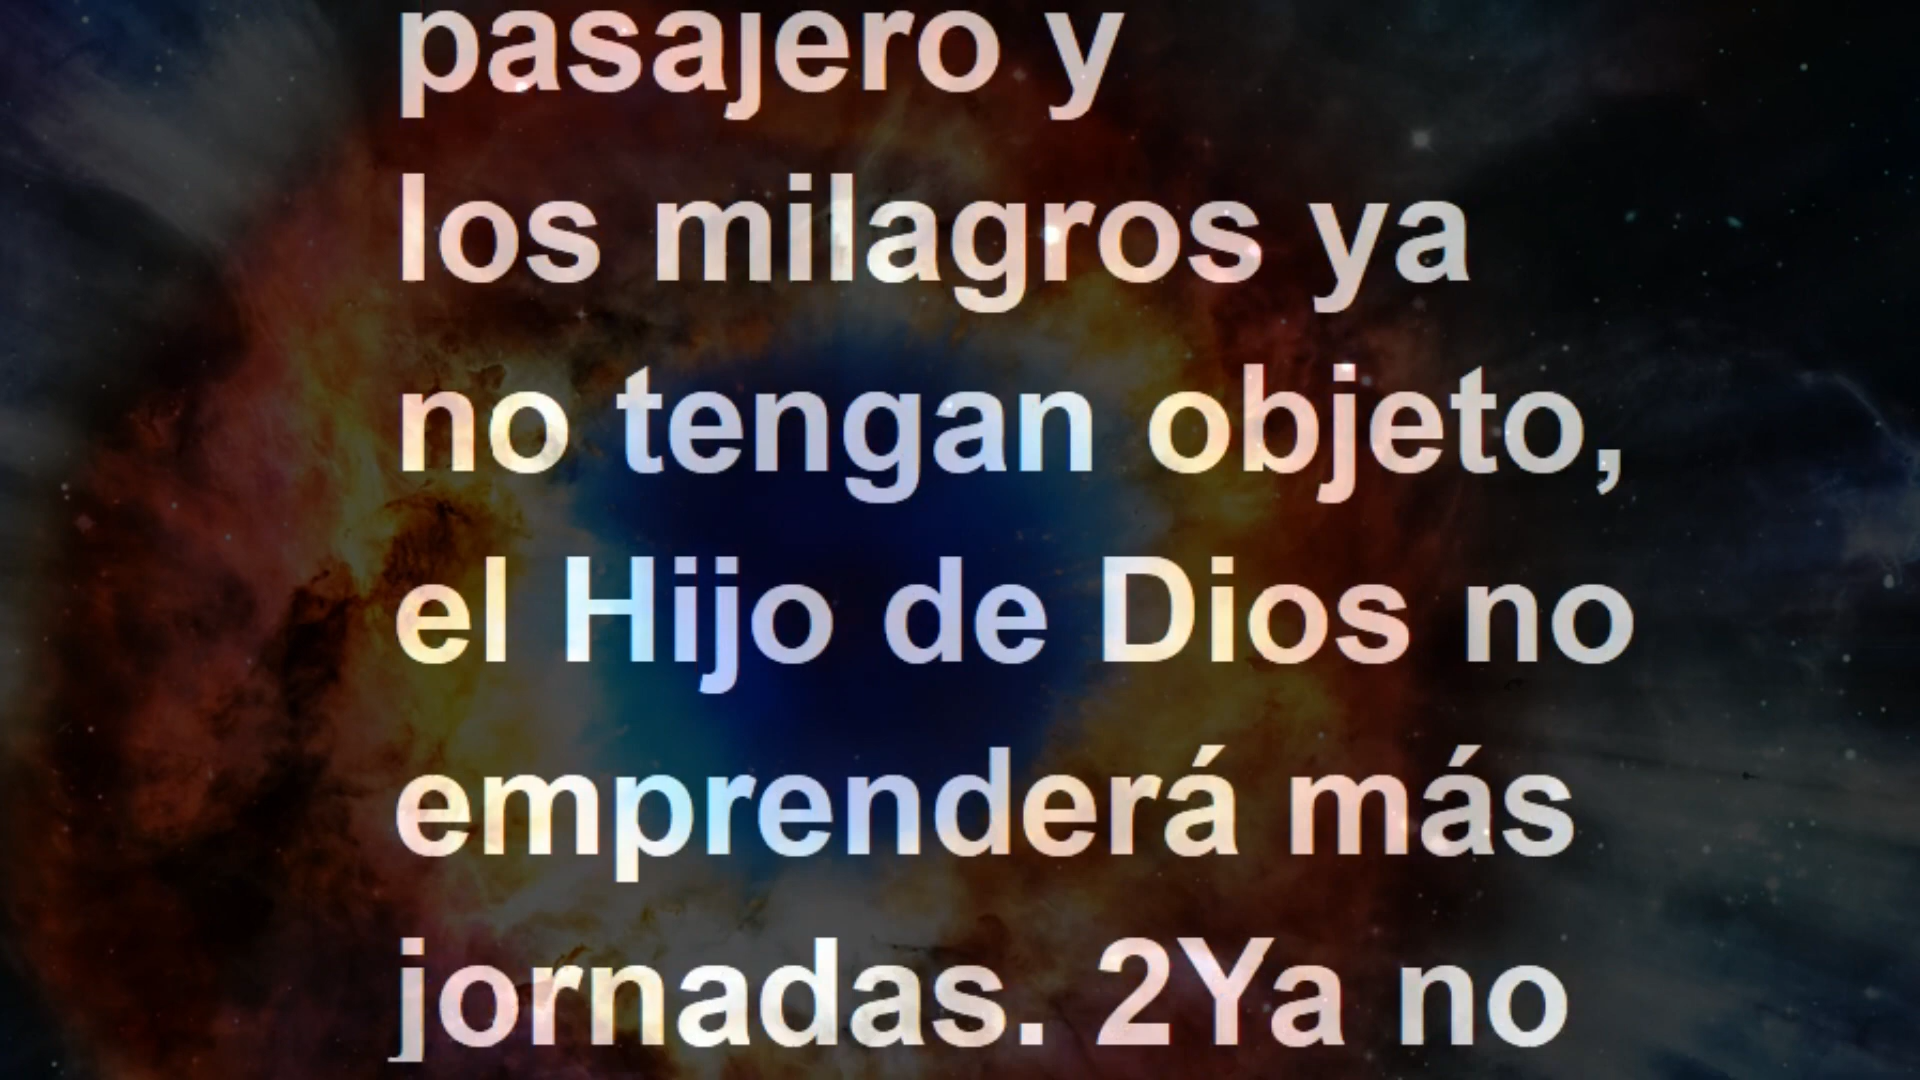 pasajero y
los milagros ya
no tengan objeto,
el Hijo de Dios no
emprenderá más
jornadas. 2Ya no